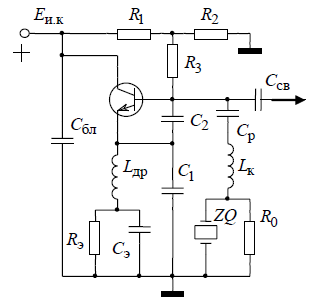 Eи.к R1 R2
+
R3
Cсв
Cбл C2 Cр
Lдр C1 Lк
Rэ Cэ ZQ R0